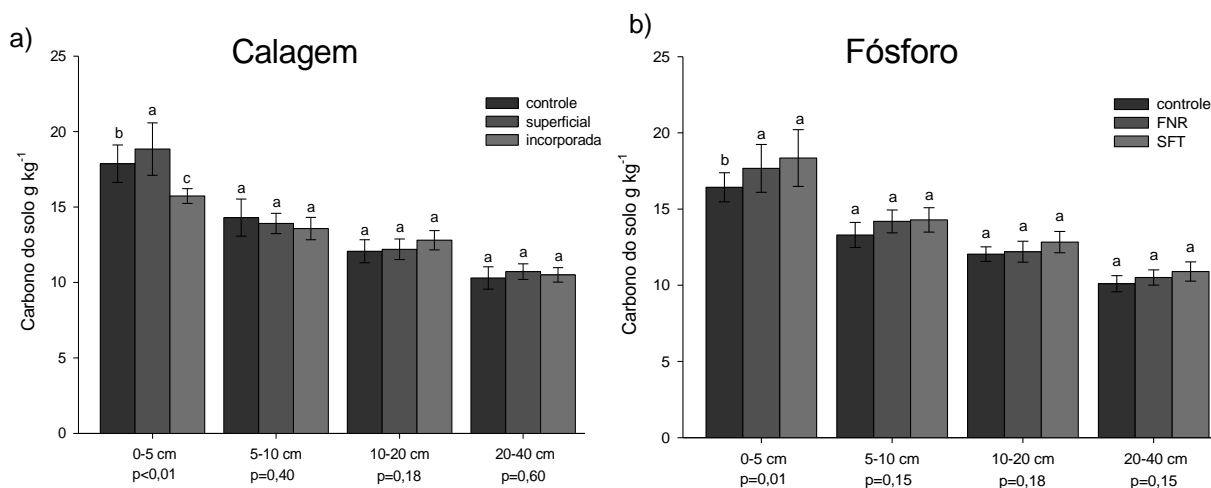 a)
Calagem
25
20
15
10
5
0
Carbono do solo g kg-1
controle
superficial
incorporada
b a c
a a a
a a a
a a a
0-5 cm 5-10 cm 10-20 cm 20-40 cm
p<0,01 p=0,40 p=0,18 p=0,60
b)
Fósforo
25
20
15
10
5
0
Carbono do solo g kg-1
controle
FNR
SFT
b a a
a a a
a a a
a a a
0-5 cm 5-10 cm 10-20 cm 20-40 cm
p=0,01 p=0,15 p=0,18 p=0,15